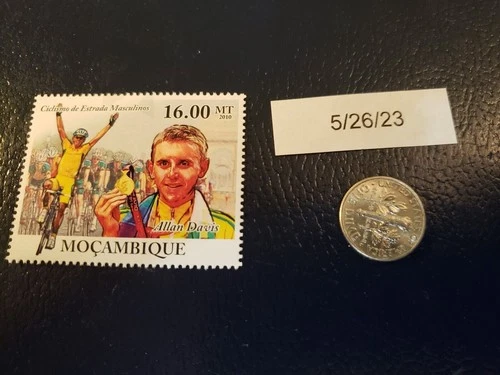 Ciclismo de Estrada Masculinos
16.00 MT
2010
Allan Davis
MOÇAMBIQUE
5/26/23